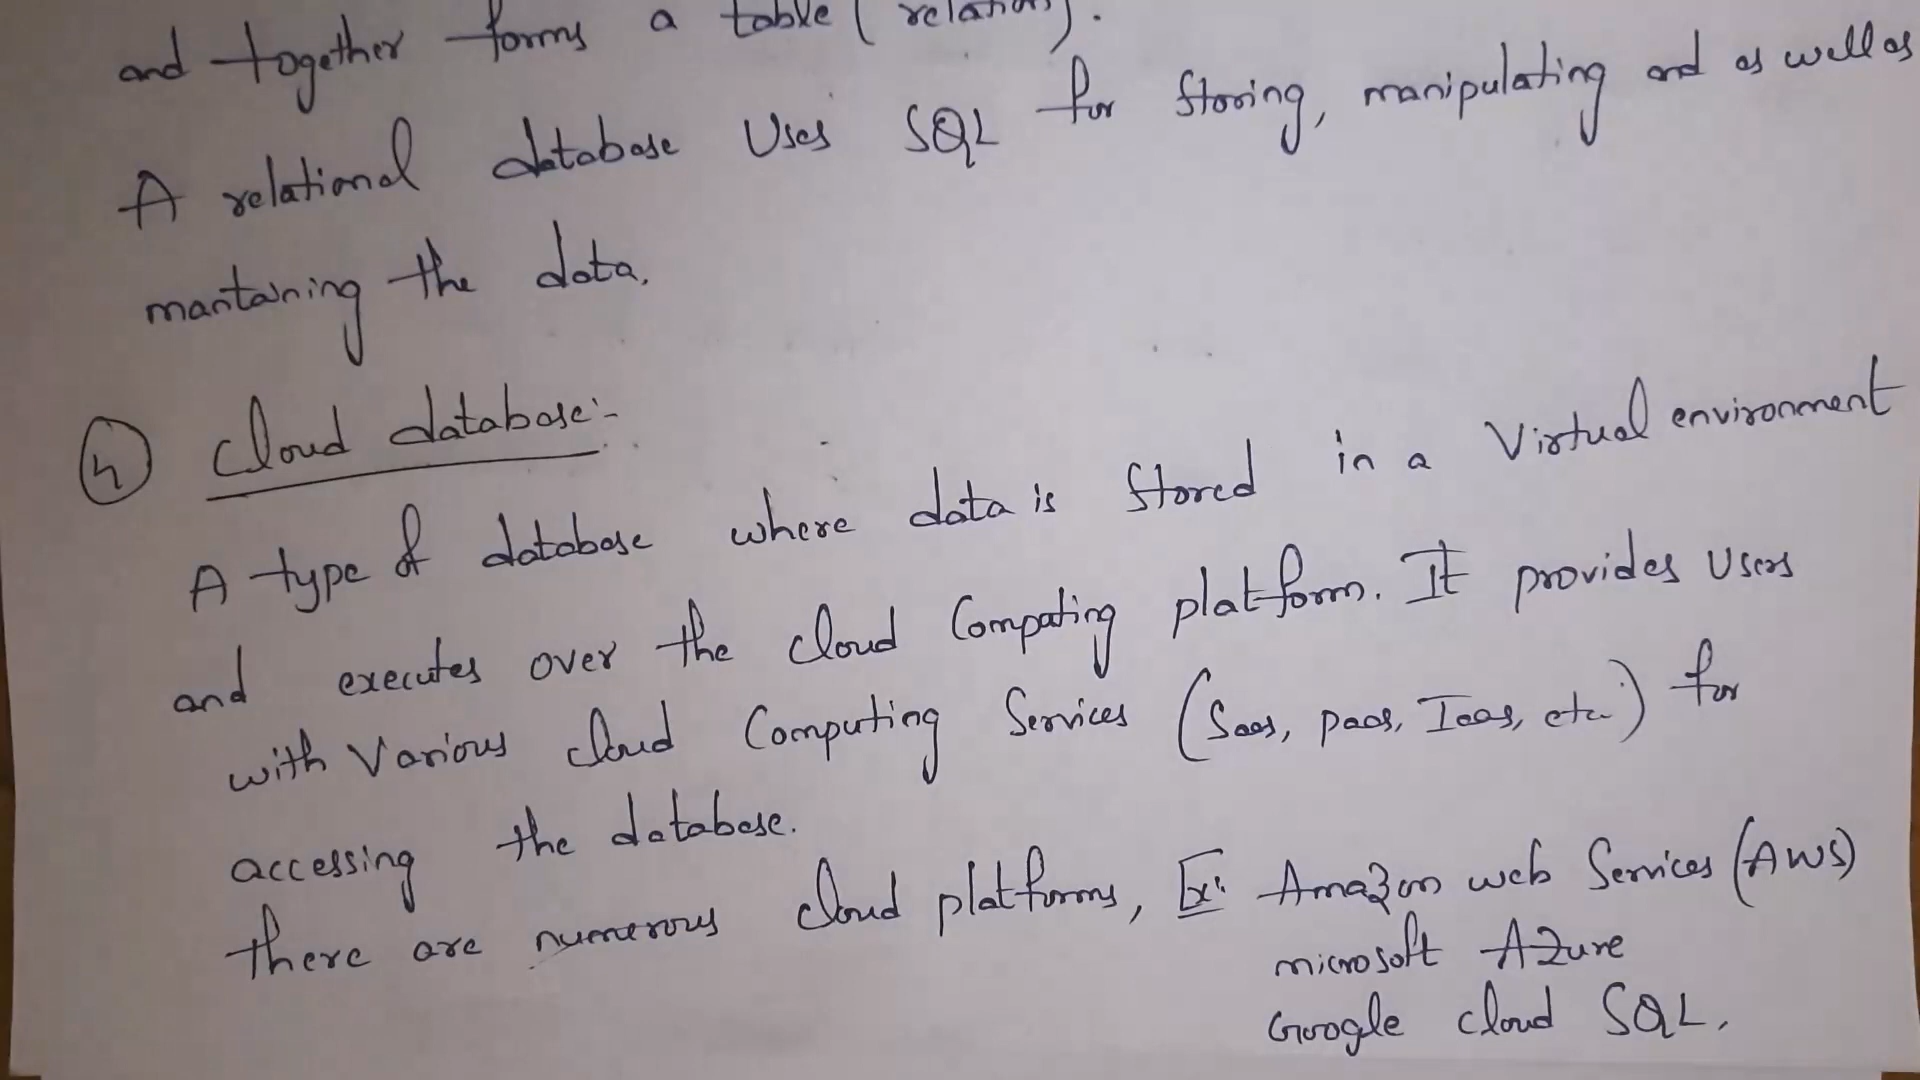 and together forms a table (relation).
A relational database Uses SQL for Storing, manipulating and as well as
mantaining the data.
4 Cloud database:-
A type of database where data is Stored in a Virtual environment
and executes over the cloud Computing platform. It provides Users
with Various cloud Computing Services (Saas, paas, Iaas, etc.) for
accessing the database.
there are numerous cloud platforms, Ex: Amazon web Services (AWS)
microsoft Azure
Google cloud SQL.